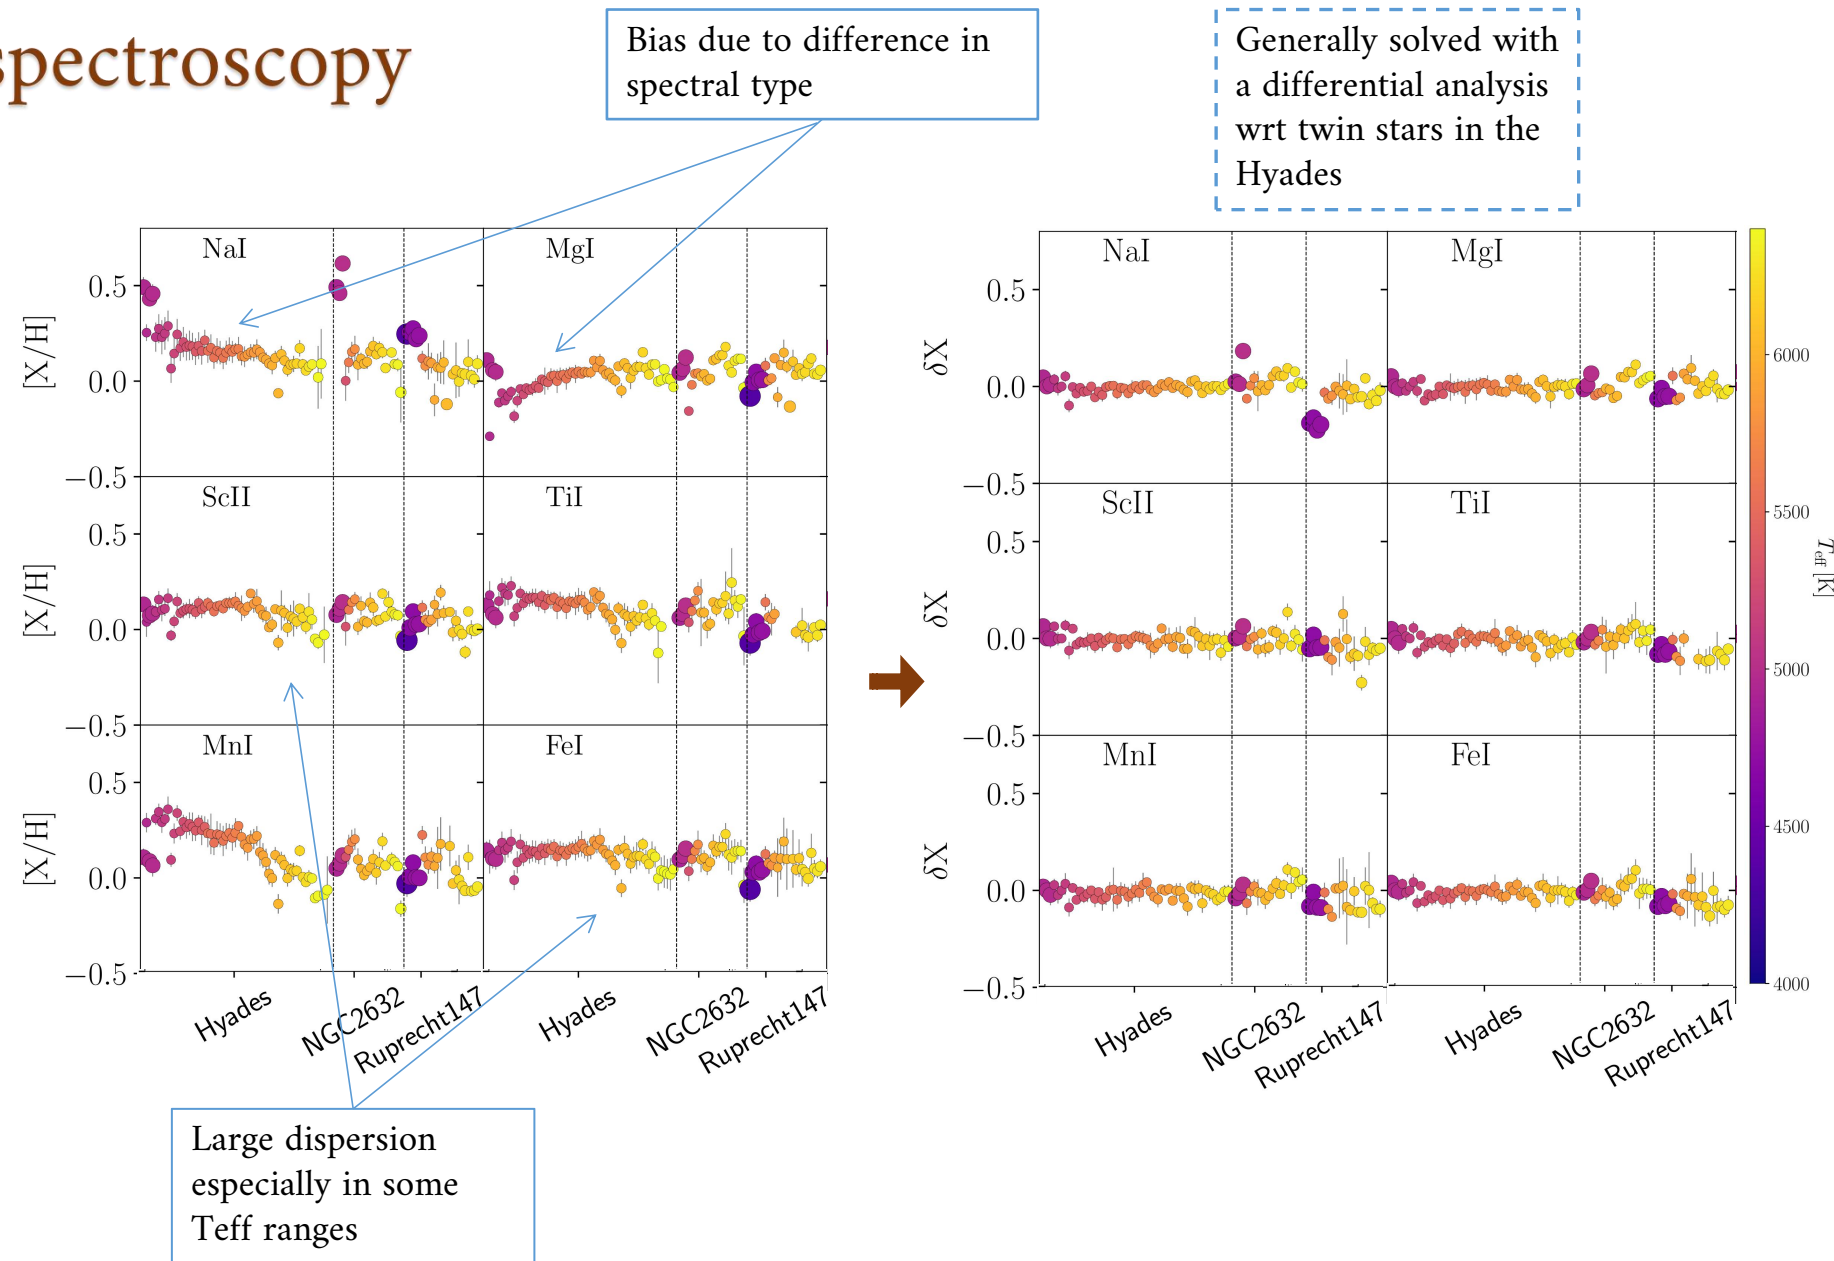 spectroscopy
Bias due to difference in
spectral type
Generally solved with
a differential analysis
wrt twin stars in the
Hyades
NaI
MgI
0.5
0.0
−0.5
[X/H]
ScII
TiI
0.5
0.0
−0.5
[X/H]
MnI
FeI
0.5
0.0
−0.5
[X/H]
Hyades
NGC2632
Ruprecht147
Hyades
NGC2632
Ruprecht147
NaI
MgI
0.5
0.0
−0.5
δX
ScII
TiI
0.5
0.0
−0.5
δX
MnI
FeI
0.5
0.0
−0.5
δX
Hyades
NGC2632
Ruprecht147
Hyades
NGC2632
Ruprecht147
6000
5500
5000
4500
4000
Teff [K]
Large dispersion
especially in some
Teff ranges